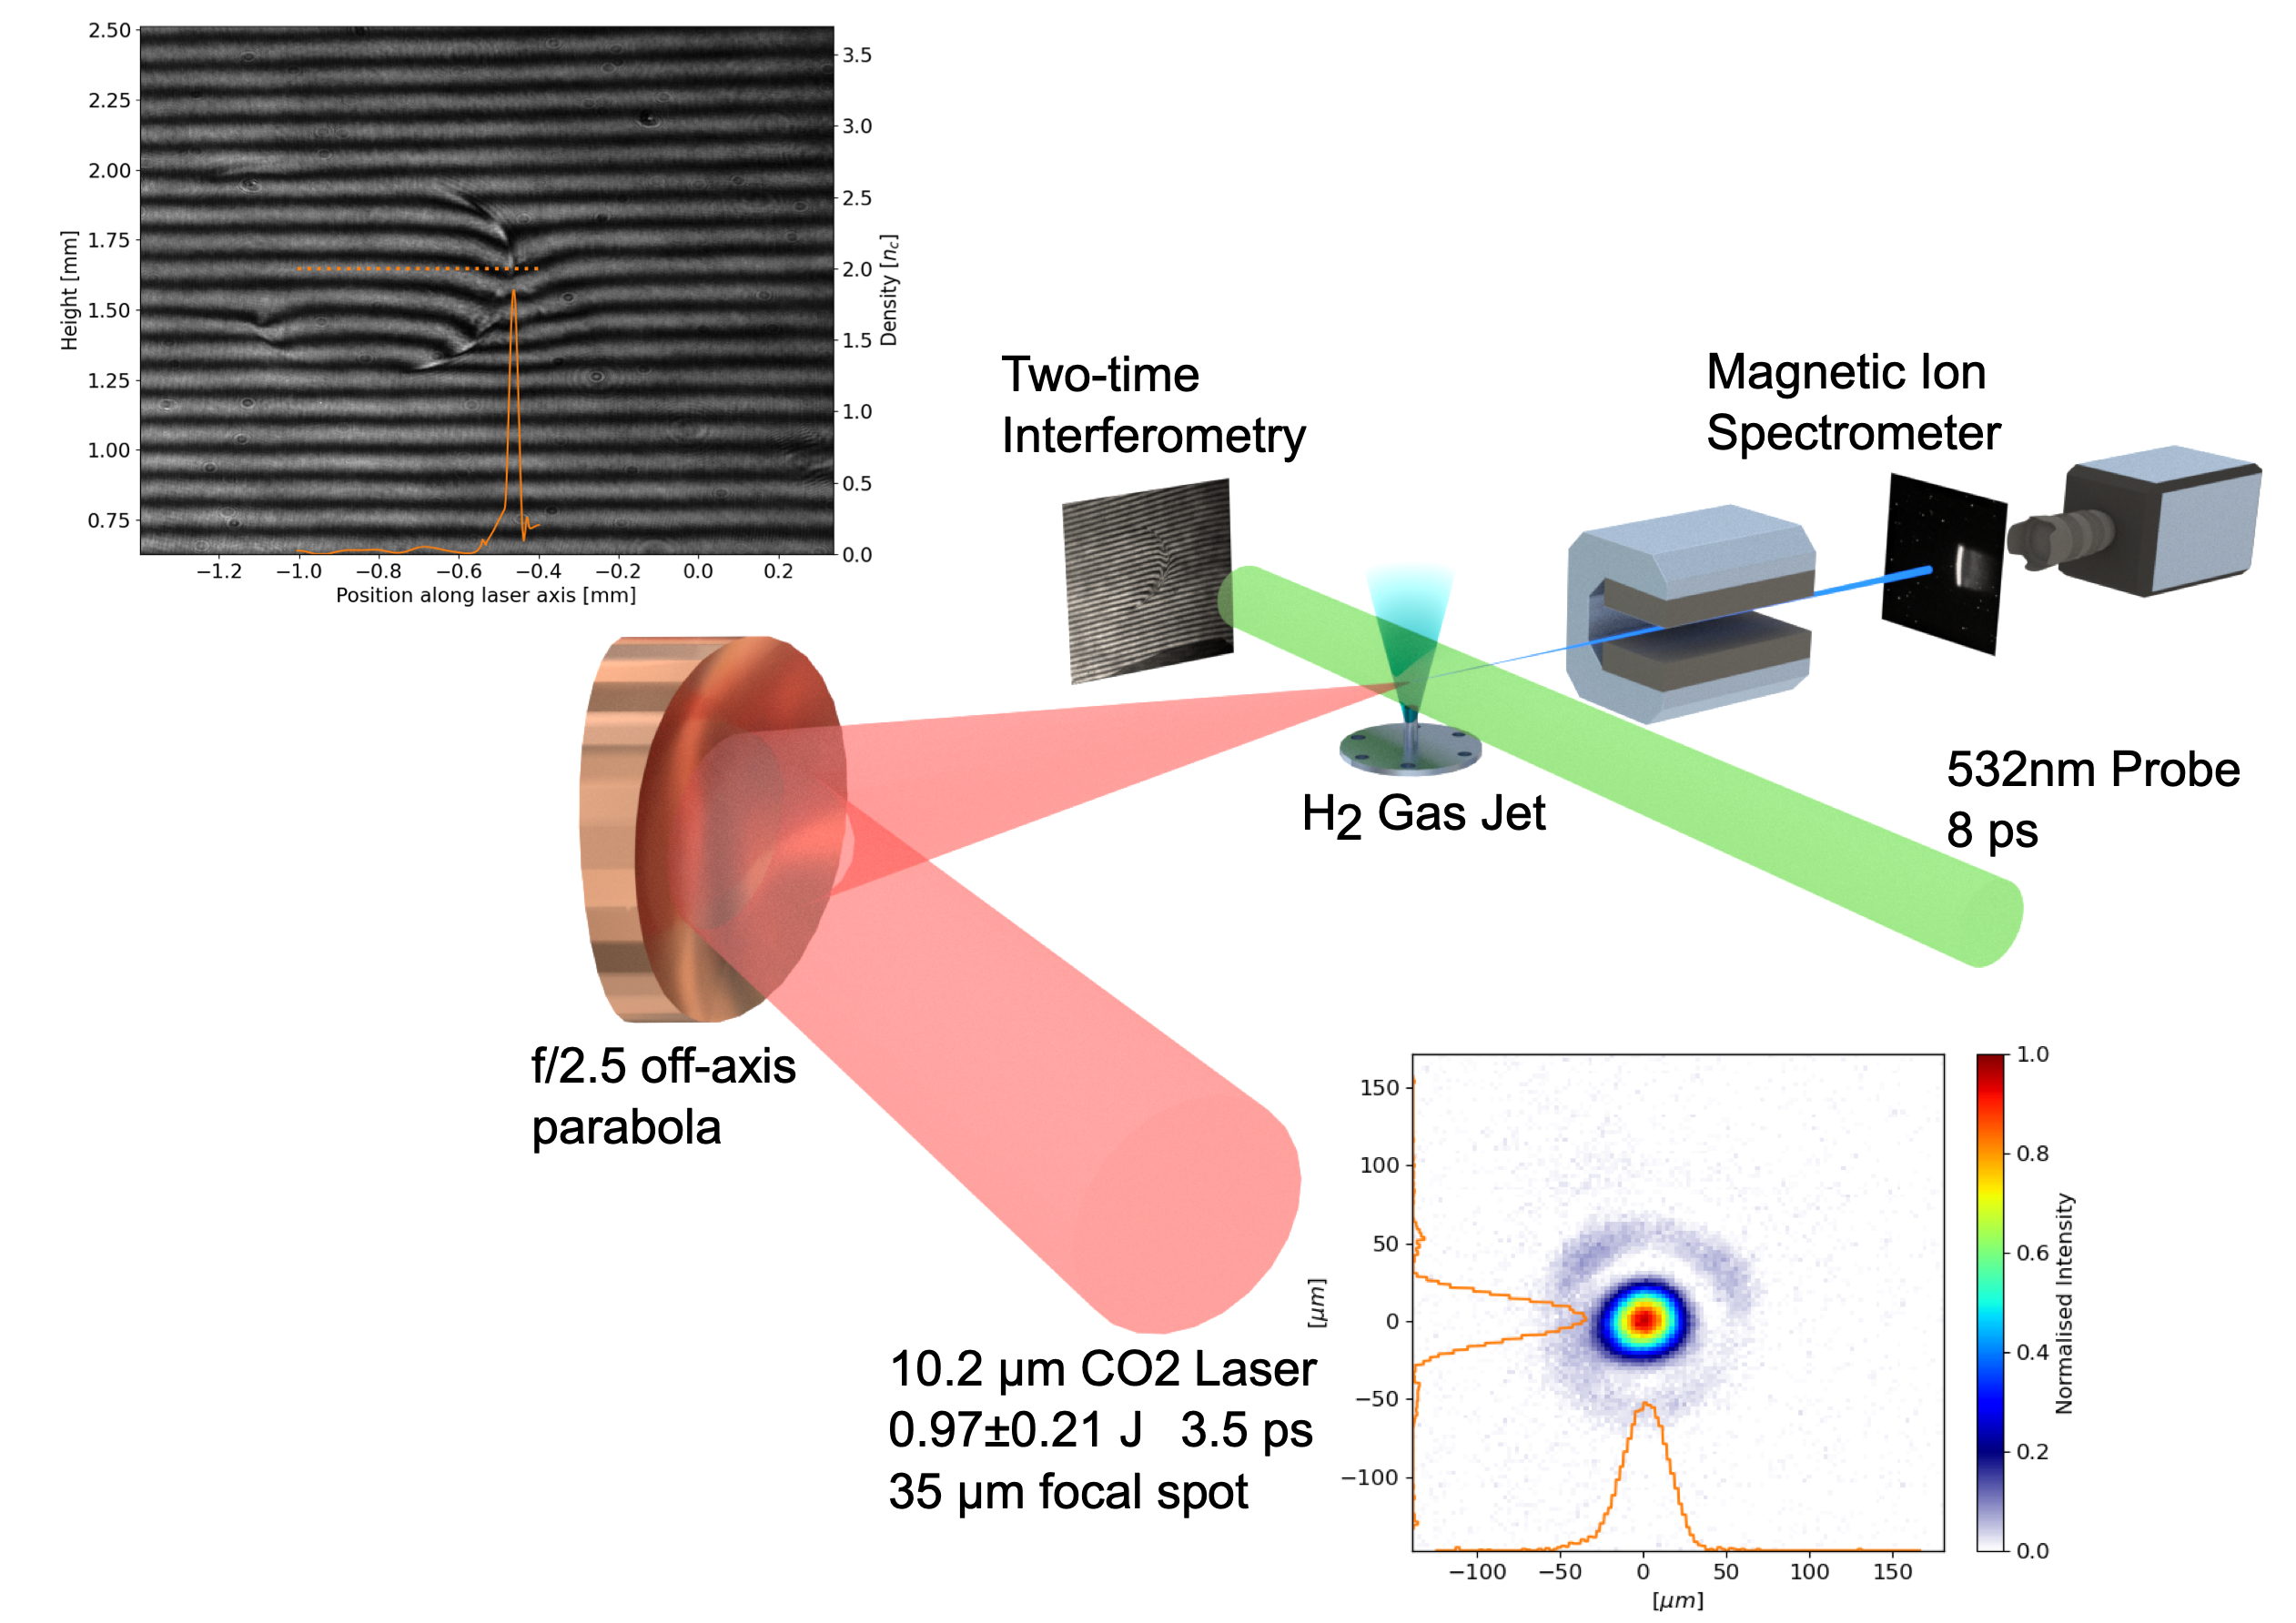 2.50
2.25
2.00
1.75
1.50
1.25
1.00
0.75
Height [mm]
3.5
3.0
2.5
2.0
1.5
1.0
0.5
0.0
Density [n_c]
−1.2 −1.0 −0.8 −0.6 −0.4 −0.2 0.0 0.2
Position along laser axis [mm]
Two-time
Interferometry
Magnetic Ion
Spectrometer
H2 Gas Jet
532nm Probe
8 ps
f/2.5 off-axis
parabola
10.2 µm CO2 Laser
0.97±0.21 J 3.5 ps
35 µm focal spot
150
100
50
0
−50
−100
[µm]
−100 −50 0 50 100 150
[µm]
1.0
0.8
0.6
0.4
0.2
0.0
Normalised Intensity